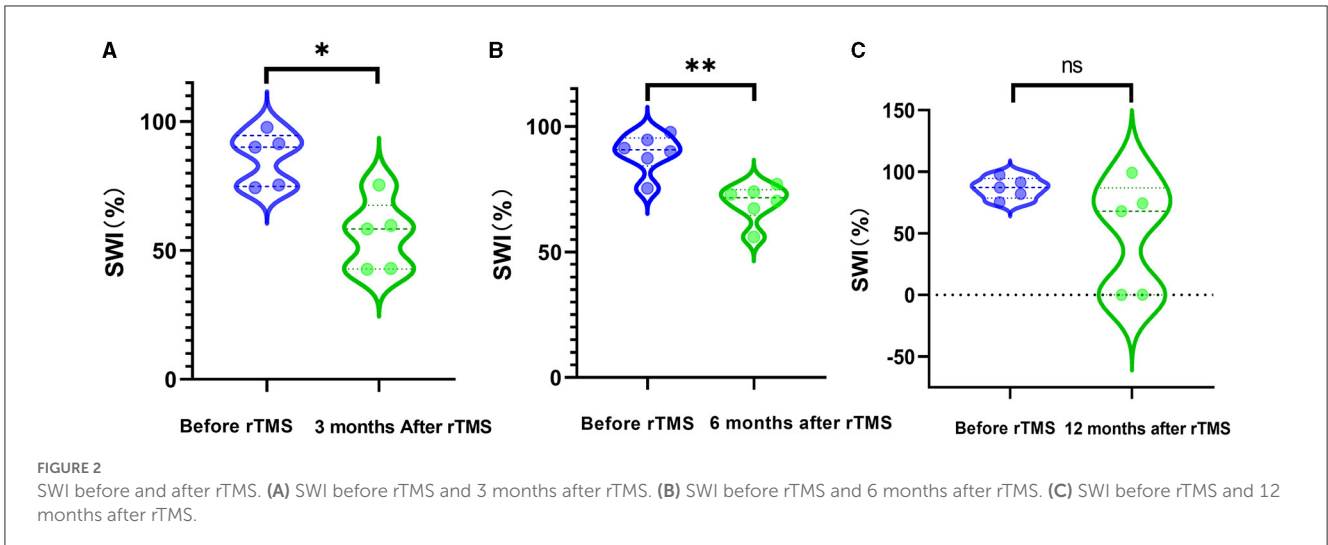 A
*
SWI（%）
100
50
0
Before rTMS 3 months After rTMS
B
**
SWI（%）
100
50
0
Before rTMS 6 months after rTMS
C
ns
SWI（%）
150
100
50
0
-50
Before rTMS 12 months after rTMS
FIGURE 2
SWI before and after rTMS. (A) SWI before rTMS and 3 months after rTMS. (B) SWI before rTMS and 6 months after rTMS. (C) SWI before rTMS and 12
months after rTMS.